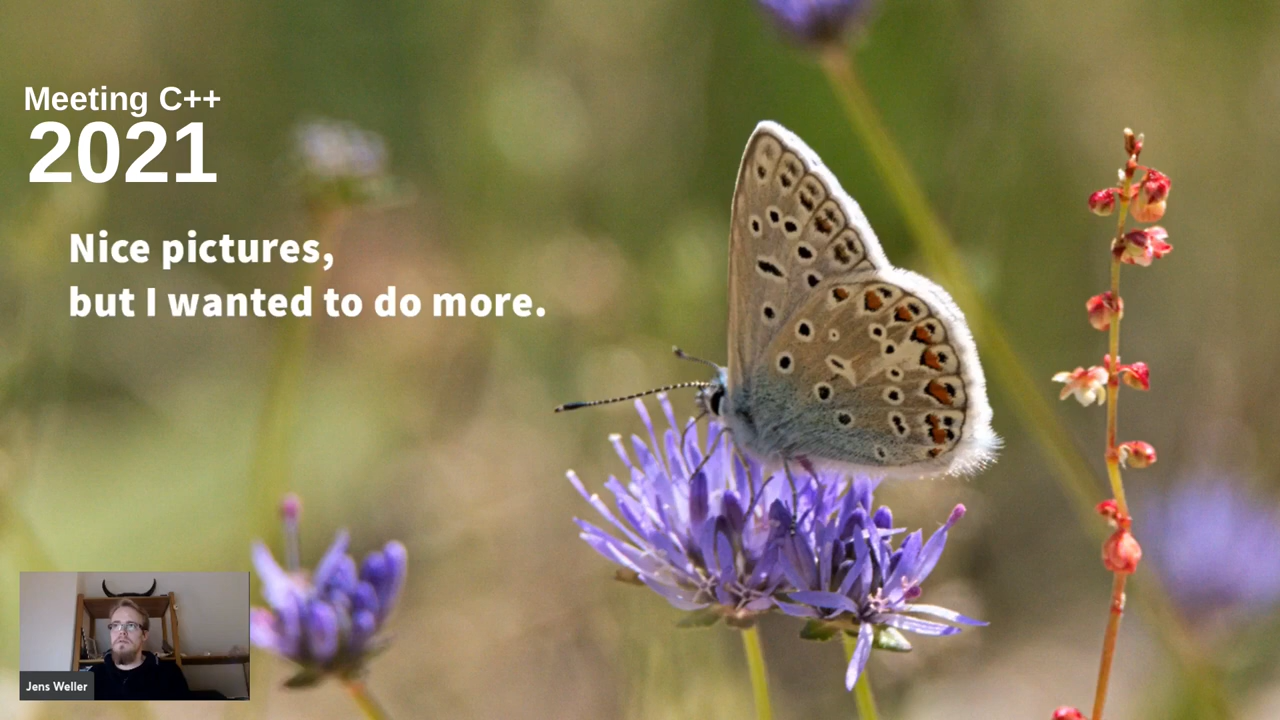 Meeting C++
2021
Nice pictures,
but I wanted to do more.
Jens Weller